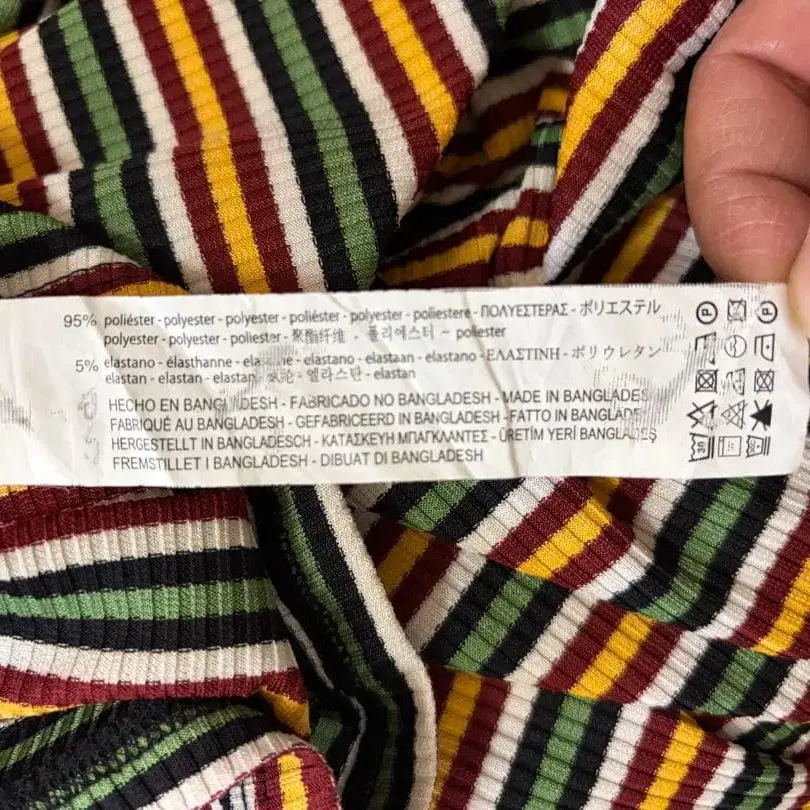 95% poliéster - polyester - polyester - poliéster - polyester - poliestere - ΠΟΛΥΕΣΤΕΡΑΣ - ポリエステル
polyester - polyester - poliester - 聚酯纤维 - 폴리에스터 - poliester
5% elastano - élasthanne - - elastano - elastaan - elastano - ΕΛΑΣΤΙΝΗ - ポリウレタン
elastan - elastan - elastan - 엘라스탄 - elastan
HECHO EN BANGLADESH - FABRICADO NO BANGLADESH - MADE IN BANGLADESH
FABRIQUÉ AU BANGLADESH - GEFABRICEERD IN BANGLADESH - FATTO IN BANGLADESH
HERGESTELLT IN BANGLADESCH - ΚΑΤΑΣΚΕΥΗ ΜΠΑΓΚΛΑΝΤΕΣ - ÜRETİM YERİ BANGLADEŞ
FREMSTILLET I BANGLADESH - DIBUAT DI BANGLADESH